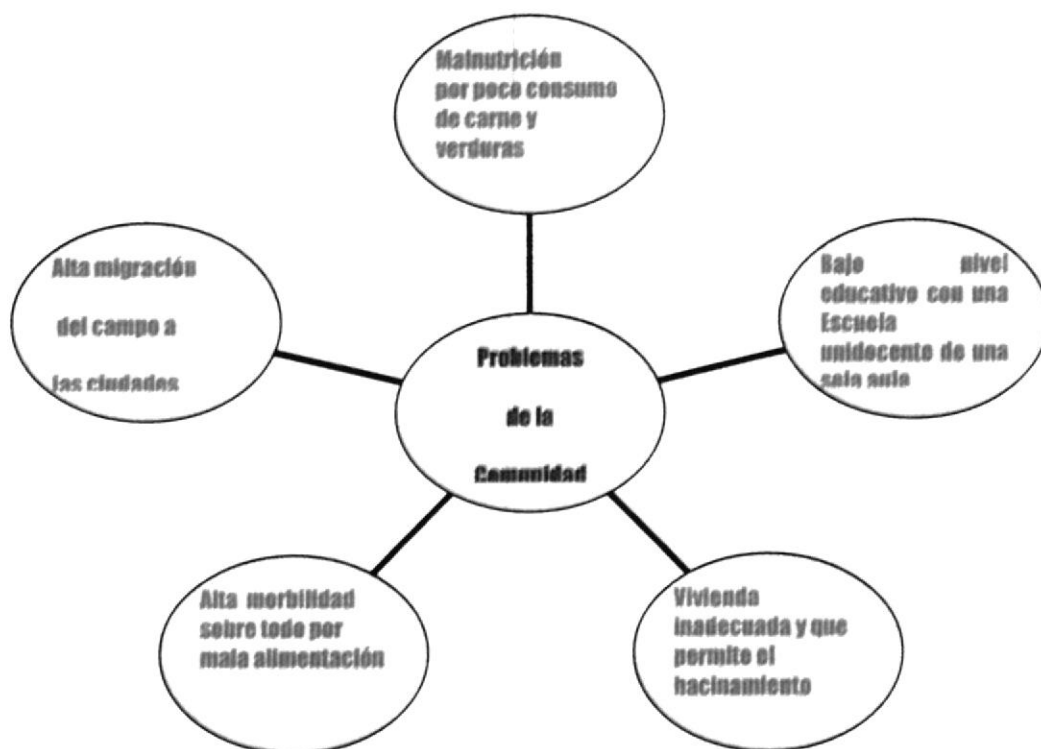 Malnutrición
por poco consumo
de carne y
verduras
Alta migración
del campo a
las ciudades
Bajo nivel
educativo con una
Escuela
unidocente de una
sola aula
Problemas
de la
Comunidad
Alta morbilidad
sobre todo por
mala alimentación
Vivienda
inadecuada y que
permite el
hacinamiento